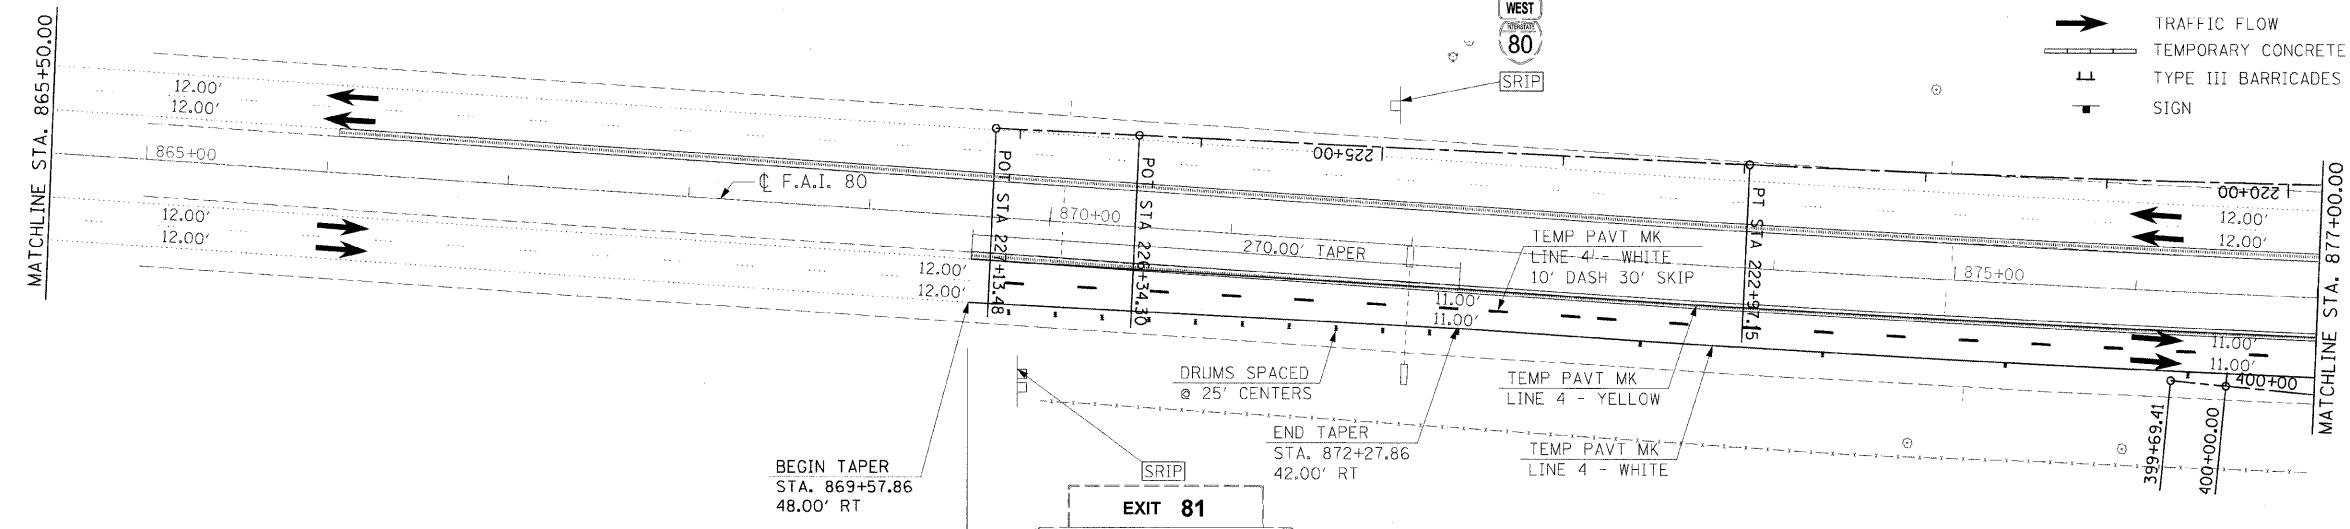 WEST
INTERSTATE
80
SRIP
TRAFFIC FLOW
TEMPORARY CONCRETE
TYPE III BARRICADES
SIGN
MATCHLINE STA. 865+50.00
12.00'
12.00'
865+00
℄ F.A.I. 80
12.00'
12.00'
POT STA 227+13.48
POT STA 226+34.30
225+00
PT STA 222+97.15
220+00
12.00'
12.00'
870+00
270.00' TAPER
TEMP PAVT MK
LINE 4 - WHITE
10' DASH 30' SKIP
875+00
12.00'
12.00'
11.00'
11.00'
11.00'
11.00'
400+00
MATCHLINE STA. 877+00.00
DRUMS SPACED
@ 25' CENTERS
TEMP PAVT MK
LINE 4 - YELLOW
END TAPER
STA. 872+27.86
42.00' RT
TEMP PAVT MK
LINE 4 - WHITE
399+69.41
400+00.00
BEGIN TAPER
STA. 869+57.86
48.00' RT
SRIP
EXIT 81